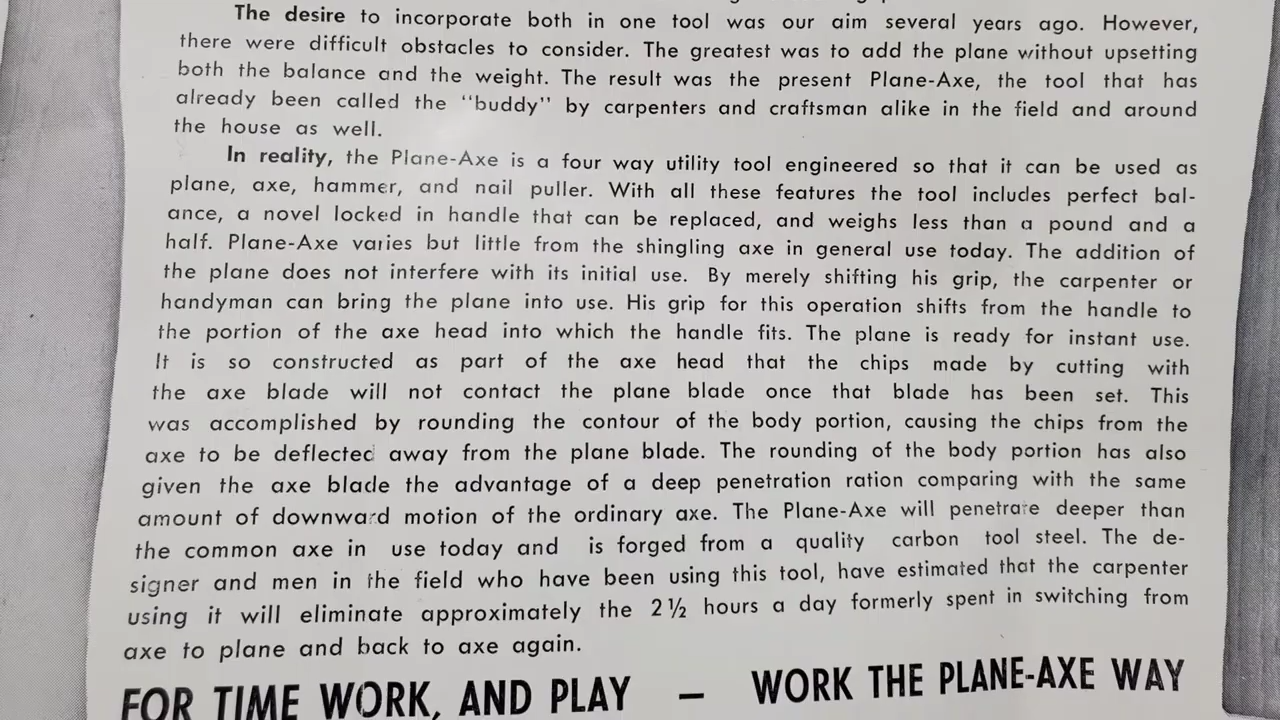 The desire to incorporate both in one tool was our aim several years ago. However,
there were difficult obstacles to consider. The greatest was to add the plane without upsetting
both the balance and the weight. The result was the present Plane-Axe, the tool that has
already been called the "buddy" by carpenters and craftsman alike in the field and around
the house as well.
In reality, the Plane-Axe is a four way utility tool engineered so that it can be used as
plane, axe, hammer, and nail puller. With all these features the tool includes perfect bal-
ance, a novel locked in handle that can be replaced, and weighs less than a pound and a
half. Plane-Axe varies but little from the shingling axe in general use today. The addition of
the plane does not interfere with its initial use. By merely shifting his grip, the carpenter or
handyman can bring the plane into use. His grip for this operation shifts from the handle to
the portion of the axe head into which the handle fits. The plane is ready for instant use.
It is so constructed as part of the axe head that the chips made by cutting with
the axe blade will not contact the plane blade once that blade has been set. This
was accomplished by rounding the contour of the body portion, causing the chips from the
axe to be deflected away from the plane blade. The rounding of the body portion has also
given the axe blade the advantage of a deep penetration ration comparing with the same
amount of downward motion of the ordinary axe. The Plane-Axe will penetrate deeper than
the common axe in use today and is forged from a quality carbon tool steel. The de-
signer and men in the field who have been using this tool, have estimated that the carpenter
using it will eliminate approximately the 2½ hours a day formerly spent in switching from
axe to plane and back to axe again.
FOR TIME WORK, AND PLAY — WORK THE PLANE-AXE WAY